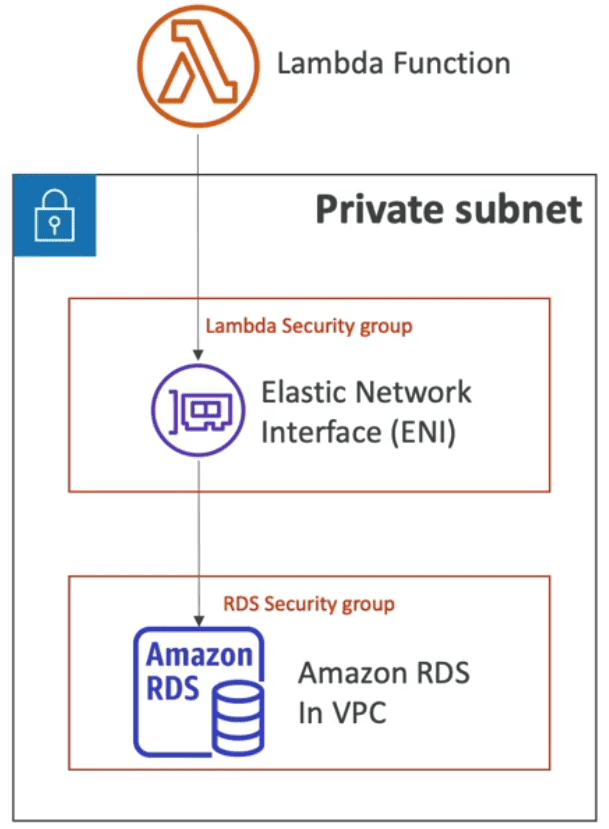 Lambda Function
Private subnet
Lambda Security group
Elastic Network
Interface (ENI)
RDS Security group
Amazon
RDS
Amazon RDS
In VPC